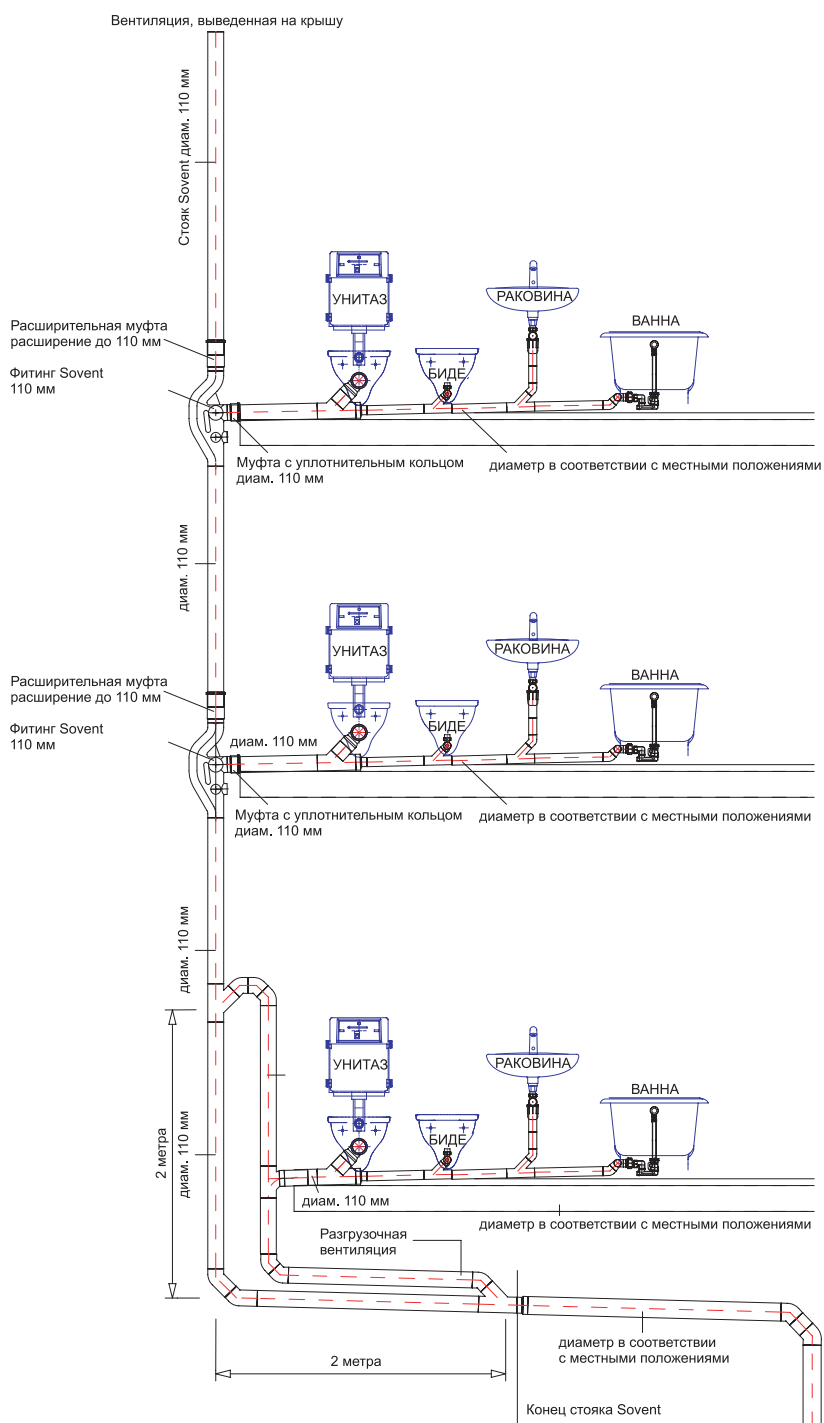 Вентиляция, выведенная на крышу
Стояк Sovent диам. 110 мм
УНИТАЗ
РАКОВИНА
ВАННА
БИДЕ
Расширительная муфта
расширение до 110 мм
Фитинг Sovent
110 мм
Муфта с уплотнительным кольцом
диам. 110 мм
диаметр в соответствии с местными положениями
диам. 110 мм
УНИТАЗ
РАКОВИНА
ВАННА
БИДЕ
Расширительная муфта
расширение до 110 мм
Фитинг Sovent
110 мм
диам. 110 мм
Муфта с уплотнительным кольцом
диам. 110 мм
диаметр в соответствии с местными положениями
диам. 110 мм
УНИТАЗ
РАКОВИНА
ВАННА
БИДЕ
2 метра
диам. 110 мм
диам. 110 мм
диаметр в соответствии с местными положениями
Разгрузочная
вентиляция
диаметр в соответствии
с местными положениями
2 метра
Конец стояка Sovent